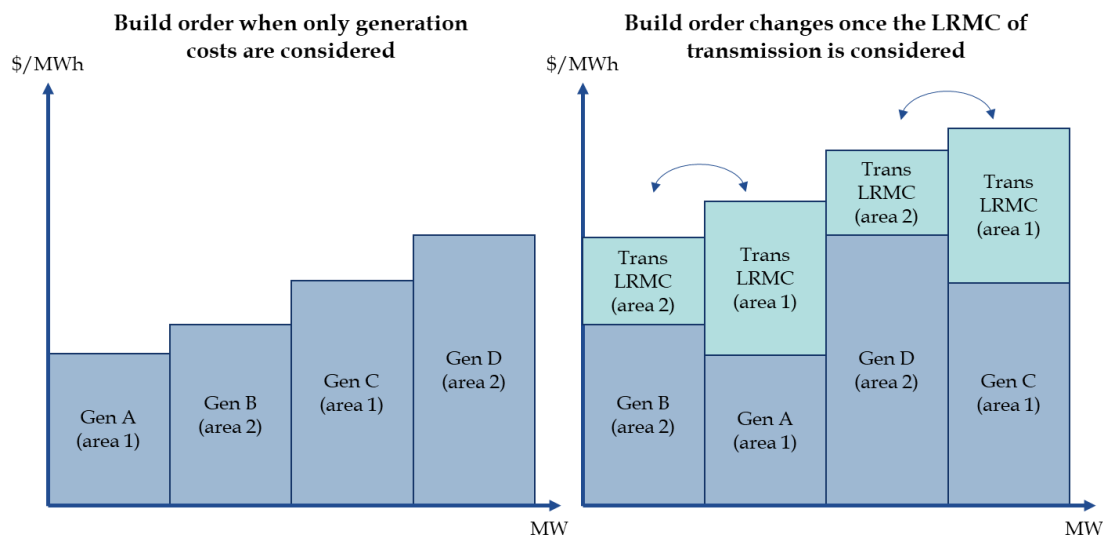 Build order when only generation
costs are considered
$/MWh
Gen A
(area 1)
Gen B
(area 2)
Gen C
(area 1)
Gen D
(area 2)
MW
Build order changes once the LRMC of
transmission is considered
$/MWh
Trans
LRMC
(area 2)
Gen B
(area 2)
Trans
LRMC
(area 1)
Gen A
(area 1)
Trans
LRMC
(area 2)
Gen D
(area 2)
Trans
LRMC
(area 1)
Gen C
(area 1)
MW